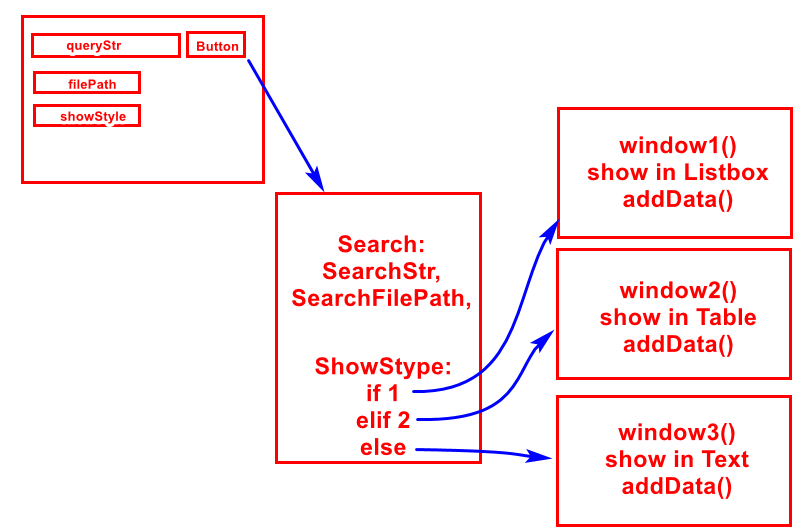 queryStr
Button
filePath
showStyle
Search:
SearchStr,
SearchFilePath,
ShowStype:
if 1
elif 2
else
window1()
show in Listbox
addData()
window2()
show in Table
addData()
window3()
show in Text
addData()